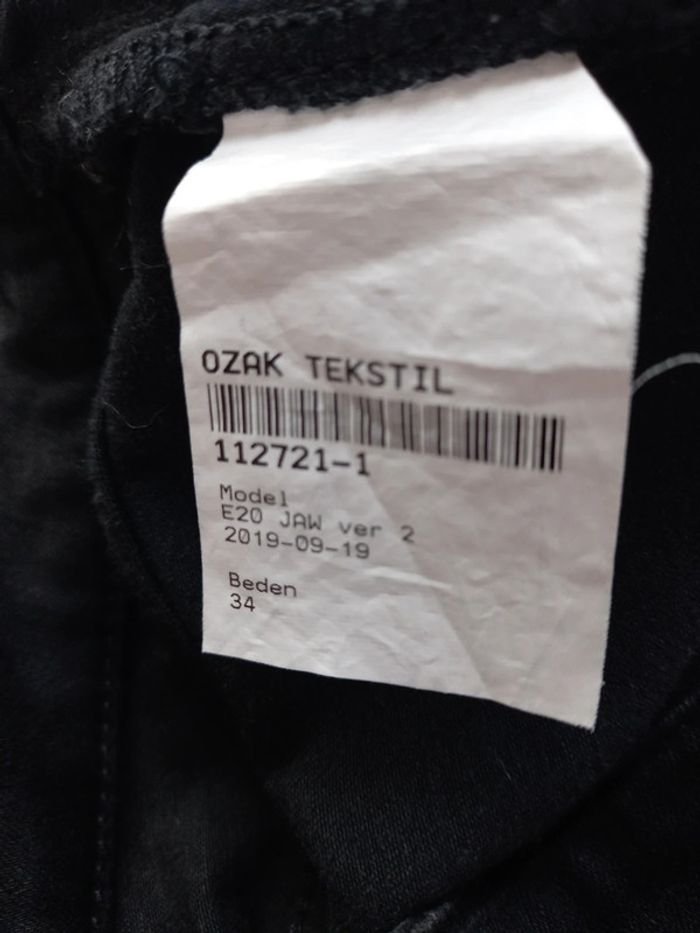 OZAK TEKSTIL
112721-1
Model
E20 JAW ver 2
2019-09-19
Beden
34